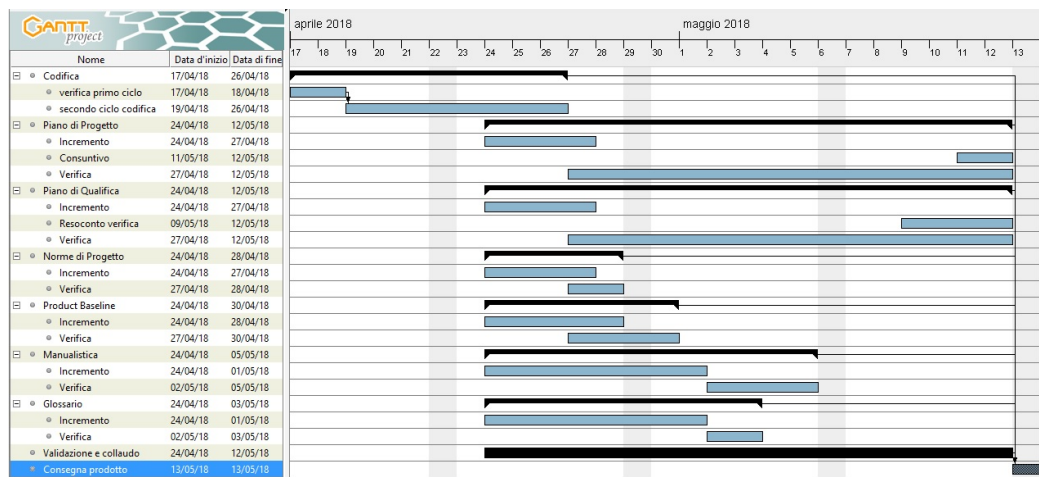 GANTT
project
aprile 2018 maggio 2018
17 18 19 20 21 22 23 24 25 26 27 28 29 30 1 2 3 4 5 6 7 8 9 10 11 12 13
Nome Data d'inizio Data di fine
Codifica 17/04/18 26/04/18
verifica primo ciclo 17/04/18 18/04/18
secondo ciclo codifica 19/04/18 26/04/18
Piano di Progetto 24/04/18 12/05/18
Incremento 24/04/18 27/04/18
Consuntivo 11/05/18 12/05/18
Verifica 27/04/18 12/05/18
Piano di Qualifica 24/04/18 12/05/18
Incremento 24/04/18 27/04/18
Resoconto verifica 09/05/18 12/05/18
Verifica 27/04/18 12/05/18
Norme di Progetto 24/04/18 28/04/18
Incremento 24/04/18 27/04/18
Verifica 27/04/18 28/04/18
Product Baseline 24/04/18 30/04/18
Incremento 24/04/18 28/04/18
Verifica 27/04/18 30/04/18
Manualistica 24/04/18 05/05/18
Incremento 24/04/18 01/05/18
Verifica 02/05/18 05/05/18
Glossario 24/04/18 03/05/18
Incremento 24/04/18 01/05/18
Verifica 02/05/18 03/05/18
Validazione e collaudo 24/04/18 12/05/18
Consegna prodotto 13/05/18 13/05/18